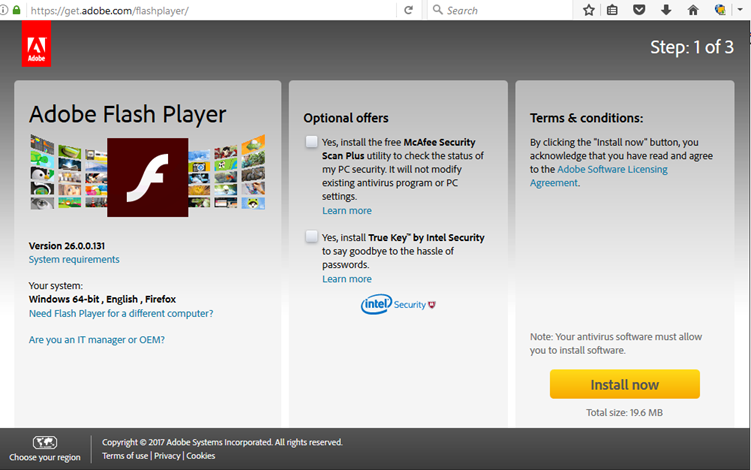 https://get.adobe.com/flashplayer/
Search
Adobe
Step: 1 of 3
Adobe Flash Player
Version 26.0.0.131
System requirements
Your system:
Windows 64-bit , English , Firefox
Need Flash Player for a different computer?
Are you an IT manager or OEM?
Optional offers
Yes, install the free McAfee Security
Scan Plus utility to check the status of
my PC security. It will not modify
existing antivirus program or PC
settings.
Learn more
Yes, install True Key™ by Intel Security
to say goodbye to the hassle of
passwords.
Learn more
intel Security
Terms & conditions:
By clicking the "Install now" button, you
acknowledge that you have read and agree
to the Adobe Software Licensing
Agreement.
Note: Your antivirus software must allow
you to install software.
Install now
Total size: 19.6 MB
Choose your region
Copyright © 2017 Adobe Systems Incorporated. All rights reserved.
Terms of use | Privacy | Cookies